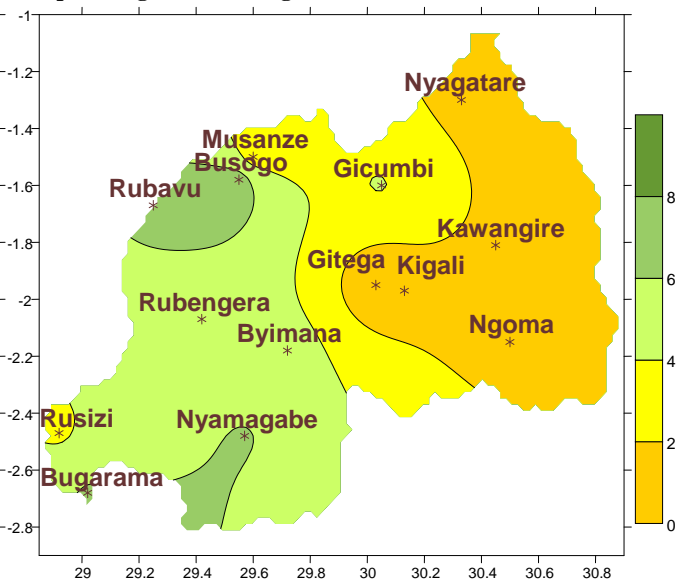 -1
-1.2
Nyagatare
-1.4
Musanze
Busogo
Gicumbi
-1.6
Rubavu
8
Kawangire
-1.8
Gitega
Kigali
6
-2
Rubengera
Ngoma
Byimana
-2.2
4
-2.4
Rusizi
Nyamagabe
2
-2.6
Bugarama
-2.8
0
29 29.2 29.4 29.6 29.8 30 30.2 30.4 30.6 30.8